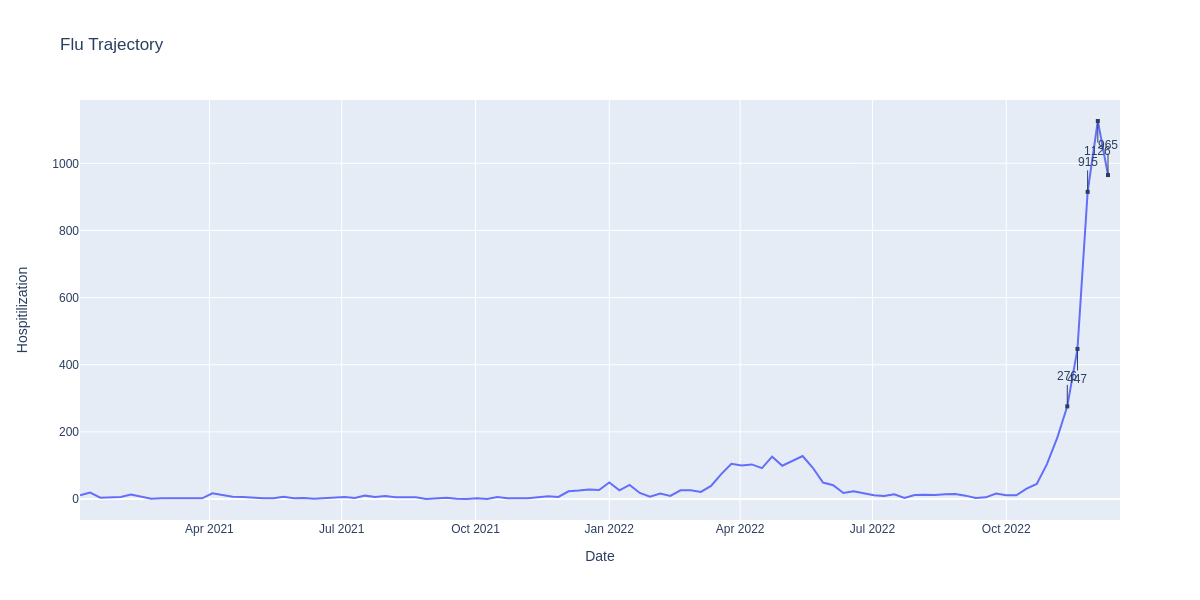 Flu Trajectory
1000
800
600
400
200
0
Hospitilization
965
1126
915
276
447
Apr 2021
Jul 2021
Oct 2021
Jan 2022
Apr 2022
Jul 2022
Oct 2022
Date